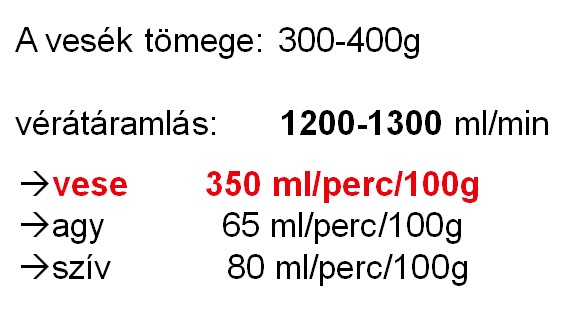 A vesék tömege: 300-400g
vérátáramlás: 1200-1300 ml/min
→vese 350 ml/perc/100g
→agy 65 ml/perc/100g
→szív 80 ml/perc/100g